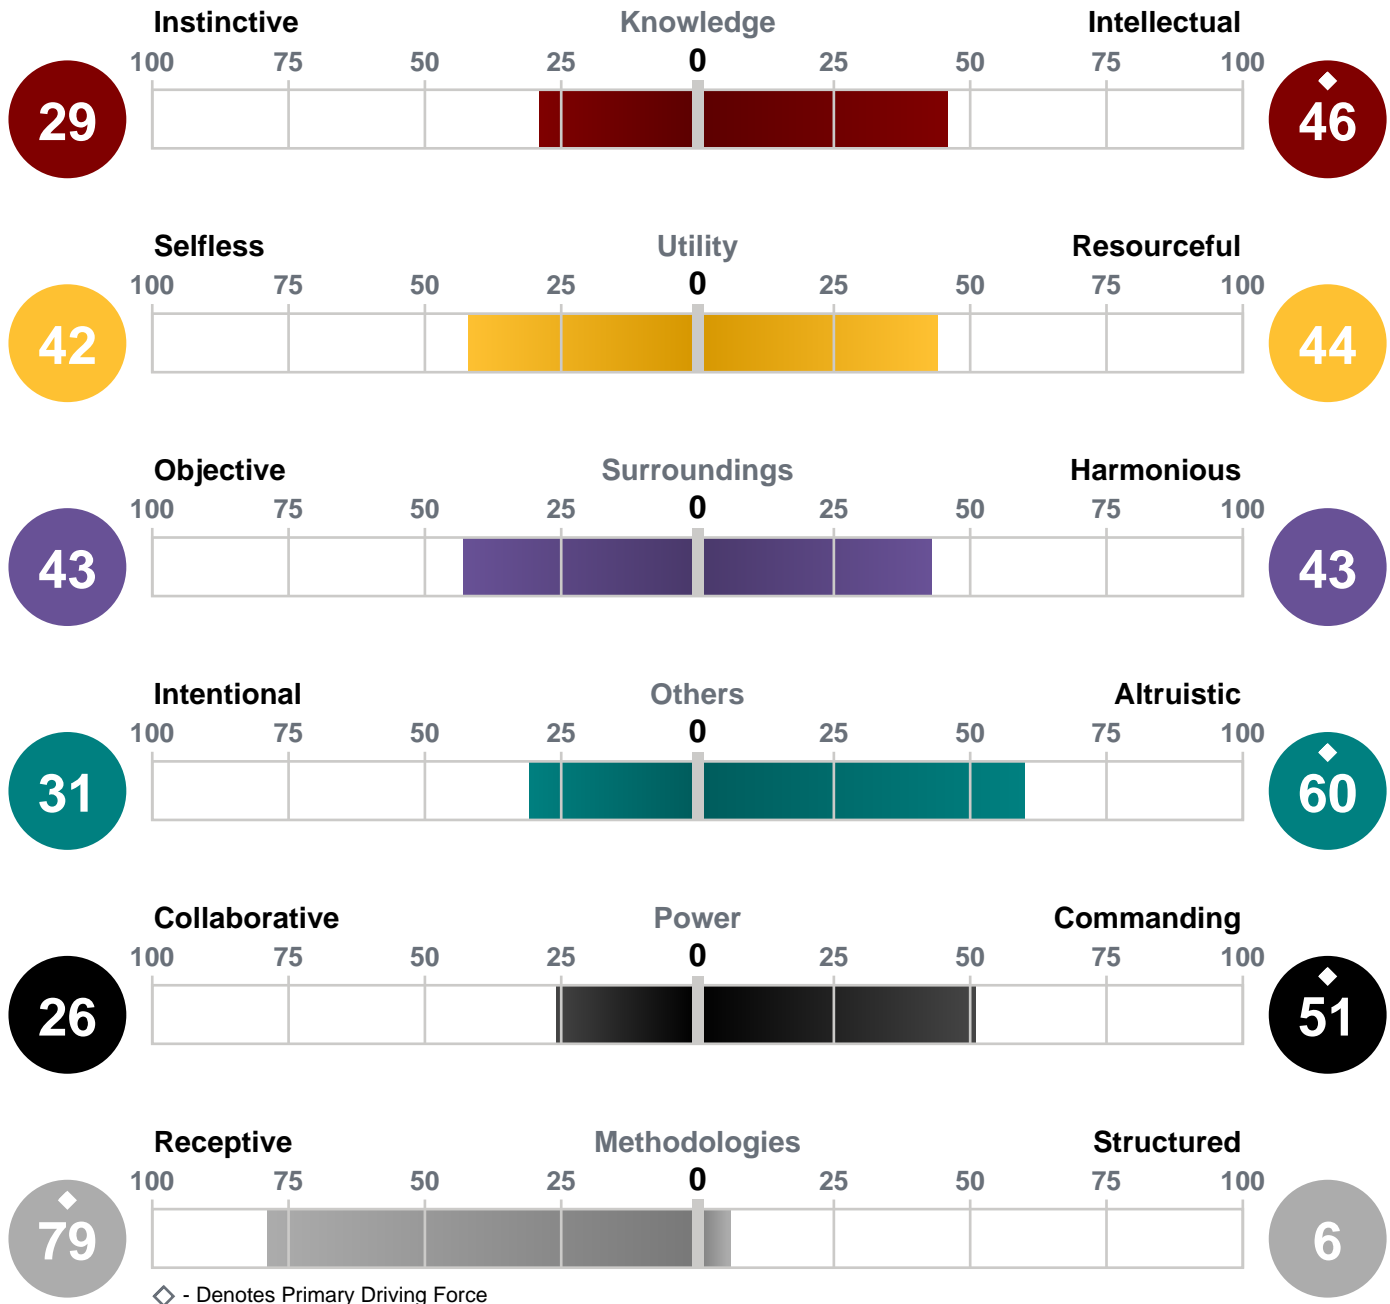 Instinctive Knowledge Intellectual
100 75 50 25 0 25 50 75 100
29 46
Selfless Utility Resourceful
100 75 50 25 0 25 50 75 100
42 44
Objective Surroundings Harmonious
100 75 50 25 0 25 50 75 100
43 43
Intentional Others Altruistic
100 75 50 25 0 25 50 75 100
31 60
Collaborative Power Commanding
100 75 50 25 0 25 50 75 100
26 51
Receptive Methodologies Structured
100 75 50 25 0 25 50 75 100
79 6
- Denotes Primary Driving Force